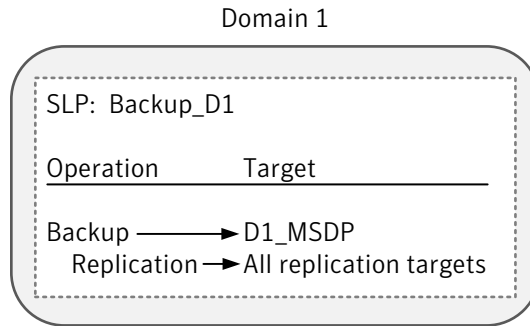 Domain 1
SLP: Backup_D1
Operation Target
Backup D1_MSDP
Replication All replication targets